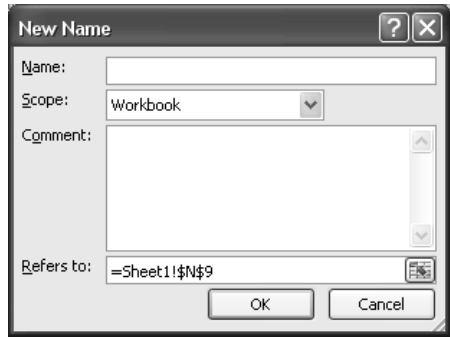 New Name
Name:
Scope: Workbook
Comment:
Refers to: =Sheet1!$N$9
OK Cancel